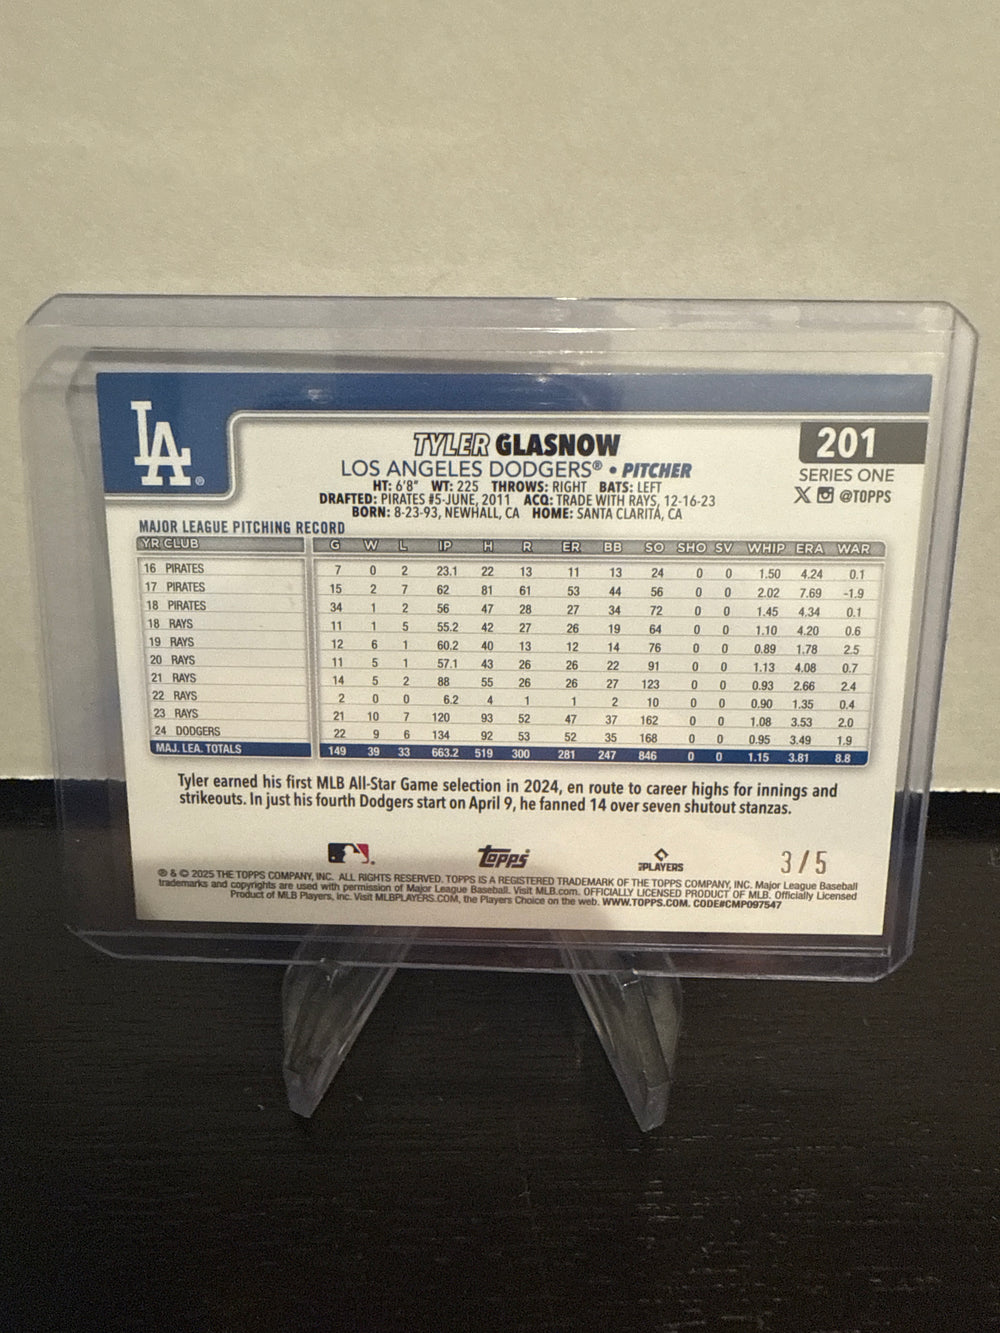 LA®
TYLER GLASNOW
201
LOS ANGELES DODGERS® • PITCHER
SERIES ONE
HT: 6'8" WT: 225 THROWS: RIGHT BATS: LEFT
@TOPPS
DRAFTED: PIRATES #5-JUNE, 2011 ACQ: TRADE WITH RAYS, 12-16-23
BORN: 8-23-93, NEWHALL, CA HOME: SANTA CLARITA, CA
MAJOR LEAGUE PITCHING RECORD
YR CLUB G W L IP H R ER BB SO SHO SV WHIP ERA WAR
16 PIRATES 7 0 2 23.1 22 13 11 13 24 0 0 1.50 4.24 0.1
17 PIRATES 15 2 7 62 81 61 53 44 56 0 0 2.02 7.69 -1.9
18 PIRATES 34 1 2 56 47 28 27 34 72 0 0 1.45 4.34 0.1
18 RAYS 11 1 5 55.2 42 27 26 19 64 0 0 1.10 4.20 0.6
19 RAYS 12 6 1 60.2 40 13 12 14 76 0 0 0.89 1.78 2.5
20 RAYS 11 5 1 57.1 43 26 26 22 91 0 0 1.13 4.08 0.7
21 RAYS 14 5 2 88 55 26 26 27 123 0 0 0.93 2.66 2.4
22 RAYS 2 0 0 6.2 4 1 1 2 10 0 0 0.90 1.35 0.4
23 RAYS 21 10 7 120 93 52 47 37 162 0 0 1.08 3.53 2.0
24 DODGERS 22 9 6 134 92 53 52 35 168 0 0 0.95 3.49 1.9
MAJ. LEA. TOTALS 149 39 33 663.2 519 300 281 247 846 0 0 1.15 3.81 8.8
Tyler earned his first MLB All-Star Game selection in 2024, en route to career highs for innings and
strikeouts. In just his fourth Dodgers start on April 9, he fanned 14 over seven shutout stanzas.
Topps
PLAYERS
3/5
® & © 2025 THE TOPPS COMPANY, INC. ALL RIGHTS RESERVED. TOPPS IS A REGISTERED TRADEMARK OF THE TOPPS COMPANY, INC. Major League Baseball
trademarks and copyrights are used with permission of Major League Baseball. Visit MLB.com. OFFICIALLY LICENSED PRODUCT OF MLB. Officially Licensed
Product of MLB Players, Inc. Visit MLBPLAYERS.COM, the Players Choice on the web. WWW.TOPPS.COM. CODE#CMP097547